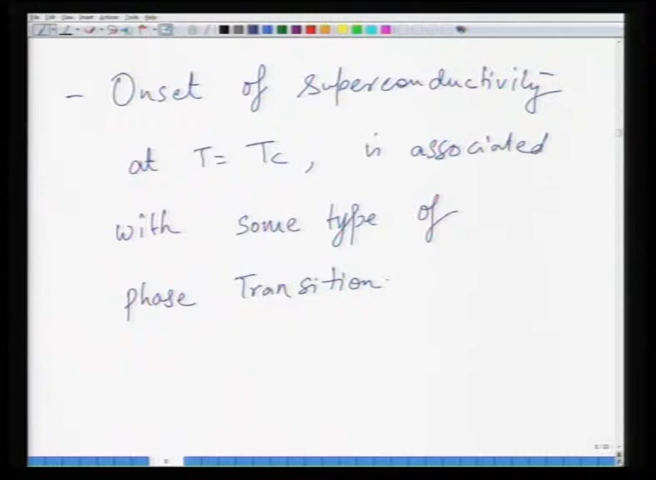 - Onset of superconductivity
at T = Tc, is associated
with some type of
phase Transition.